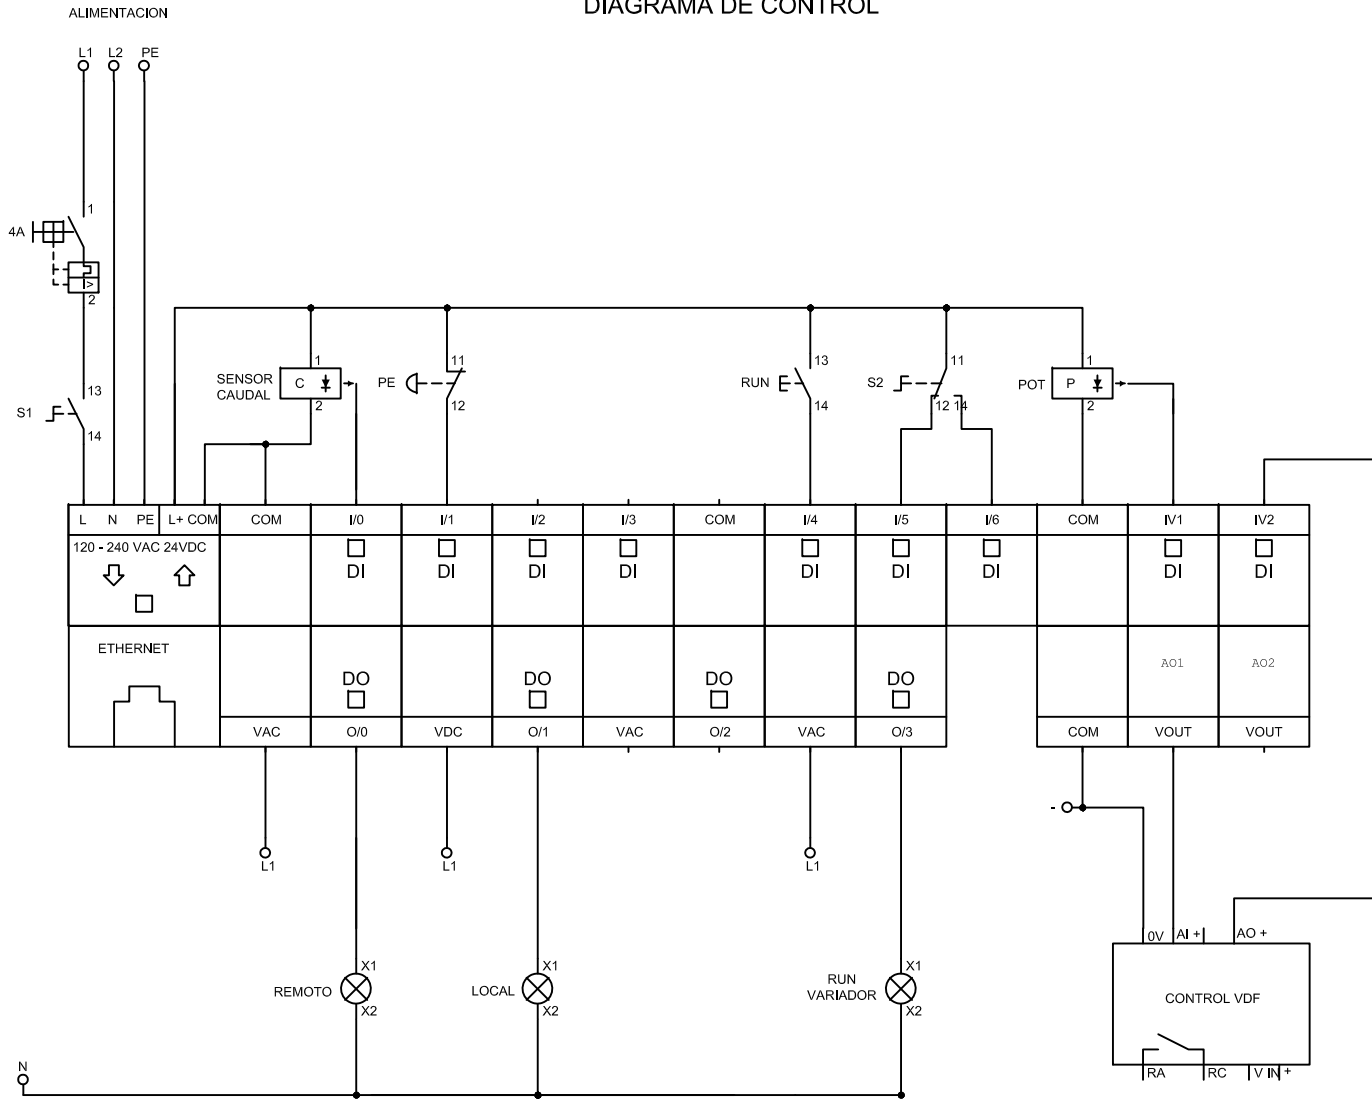 DIAGRAMA DE CONTROL
ALIMENTACION
L1 L2 PE
1
4A
>
2
13
S1
14
SENSOR
CAUDAL
1
C
2
PE
11
12
RUN
13
14
S2
11
12 14
POT
1
P
2
L N PE L+ COM COM I/0 I/1 I/2 I/3 COM I/4 I/5 I/6 COM IV1 IV2
120 - 240 VAC 24VDC
DI DI DI DI DI DI DI DI DI
ETHERNET
AO1 AO2
DO DO DO DO
VAC O/0 VDC O/1 VAC O/2 VAC O/3 COM VOUT VOUT
-
L1 L1 L1
0V AI + AO +
REMOTO
X1
X2
LOCAL
X1
X2
RUN
VARIADOR
X1
X2
CONTROL VDF
RA RC V IN +
N